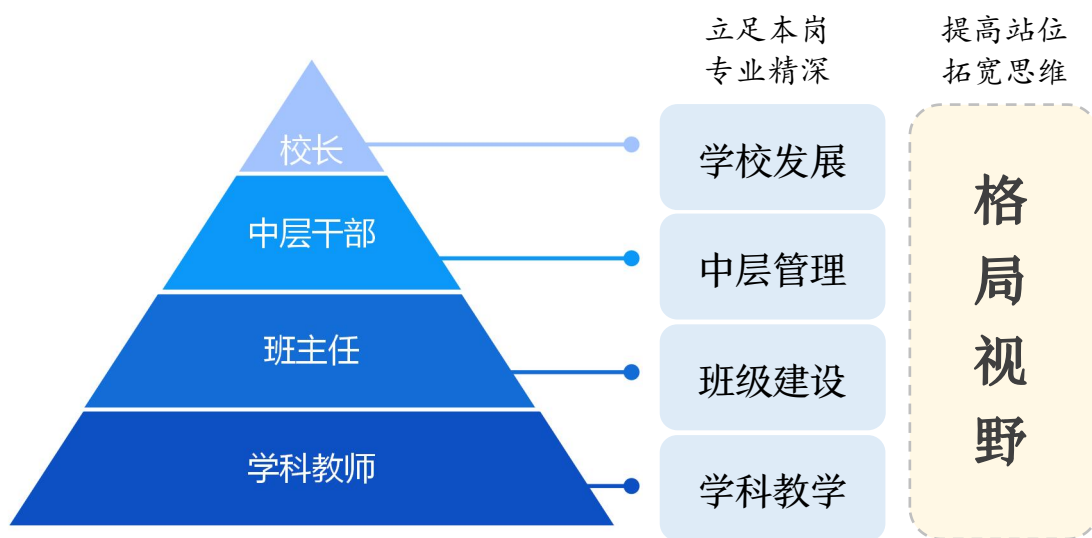 立足本岗
专业精深
提高站位
拓宽思维
校长
学校发展
中层干部
中层管理
班主任
班级建设
学科教师
学科教学
格
局
视
野